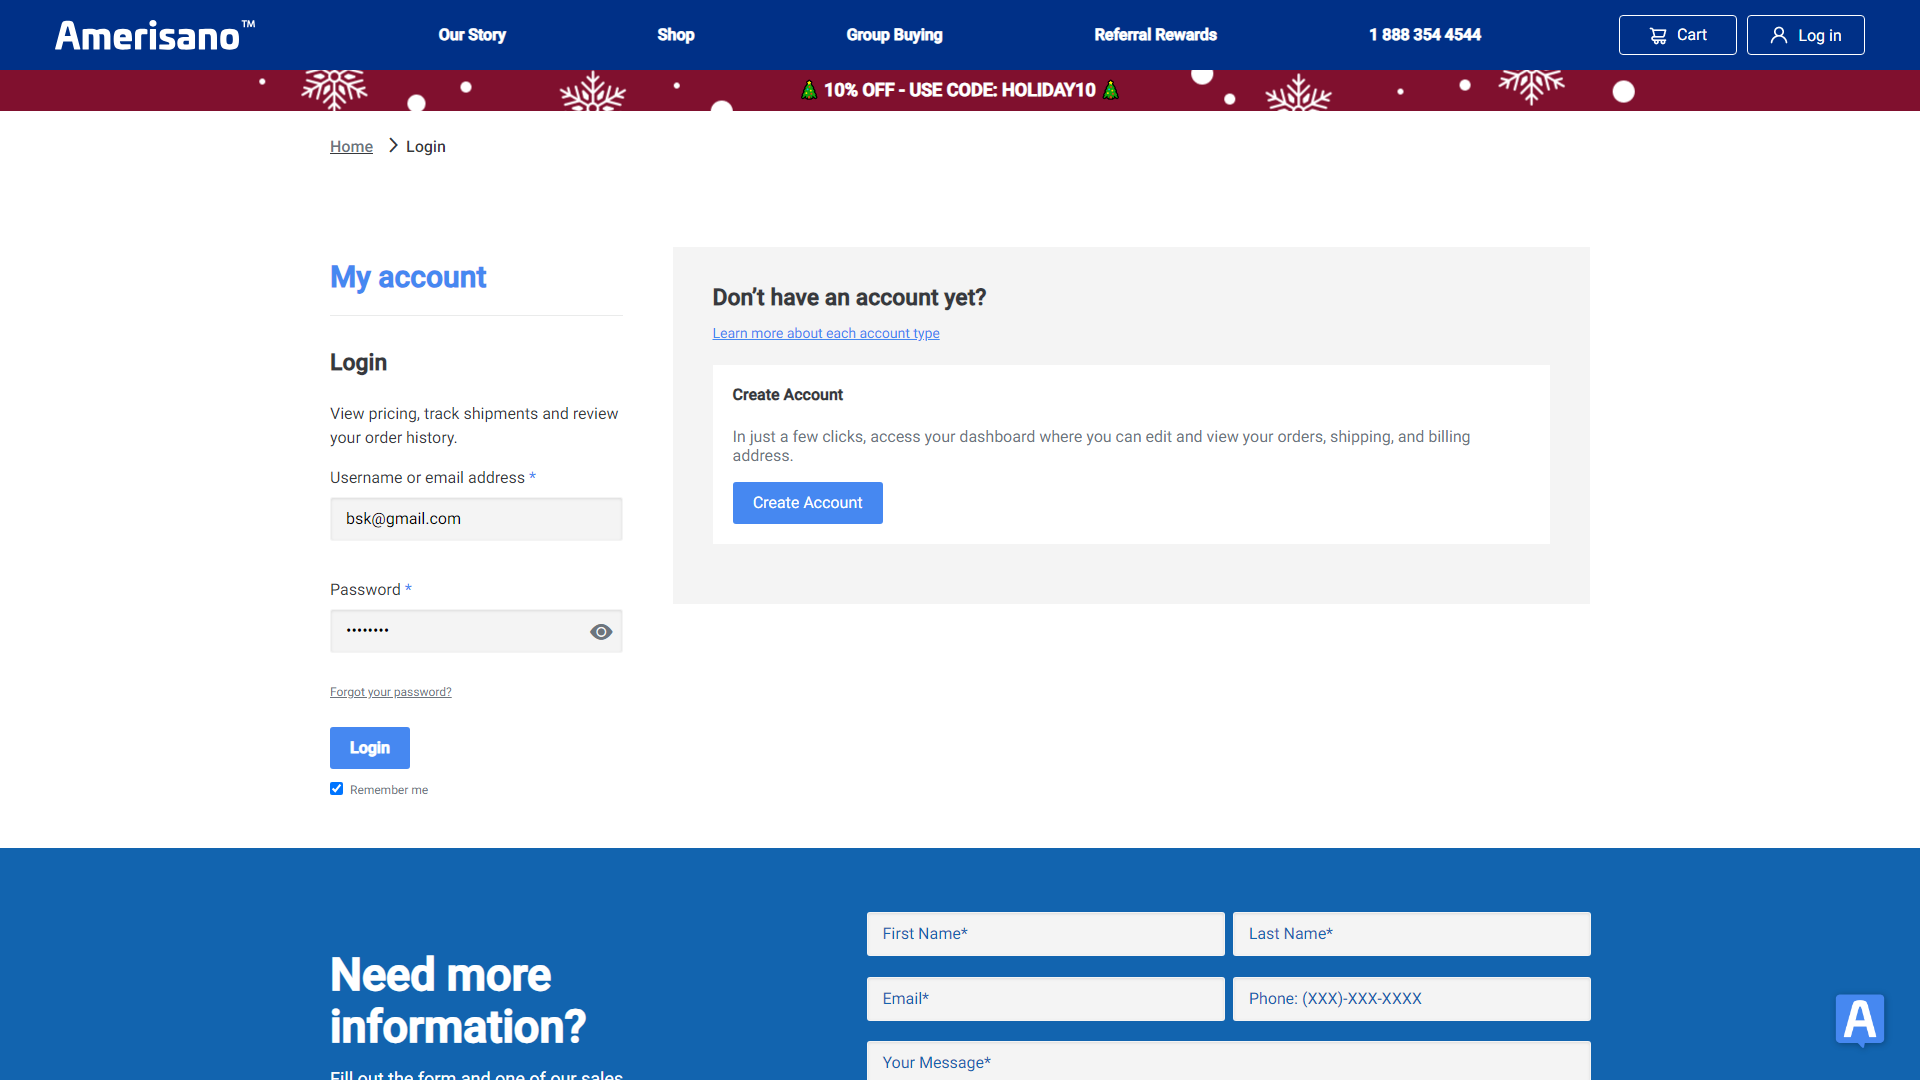 Amerisano™
Our Story
Shop
Group Buying
Referral Rewards
1 888 354 4544
Cart
Log in
10% OFF - USE CODE: HOLIDAY10
Home
Login
My account
Don’t have an account yet?
Learn more about each account type
Create Account
In just a few clicks, access your dashboard where you can edit and view your orders, shipping, and billing
address.
Create Account
Login
View pricing, track shipments and review
your order history.
Username or email address *
bsk@gmail.com
Password *
••••••••
Forgot your password?
Login
Remember me
Need more
information?
Fill out the form and one of our sales
First Name*
Last Name*
Email*
Phone: (XXX)-XXX-XXXX
Your Message*
A